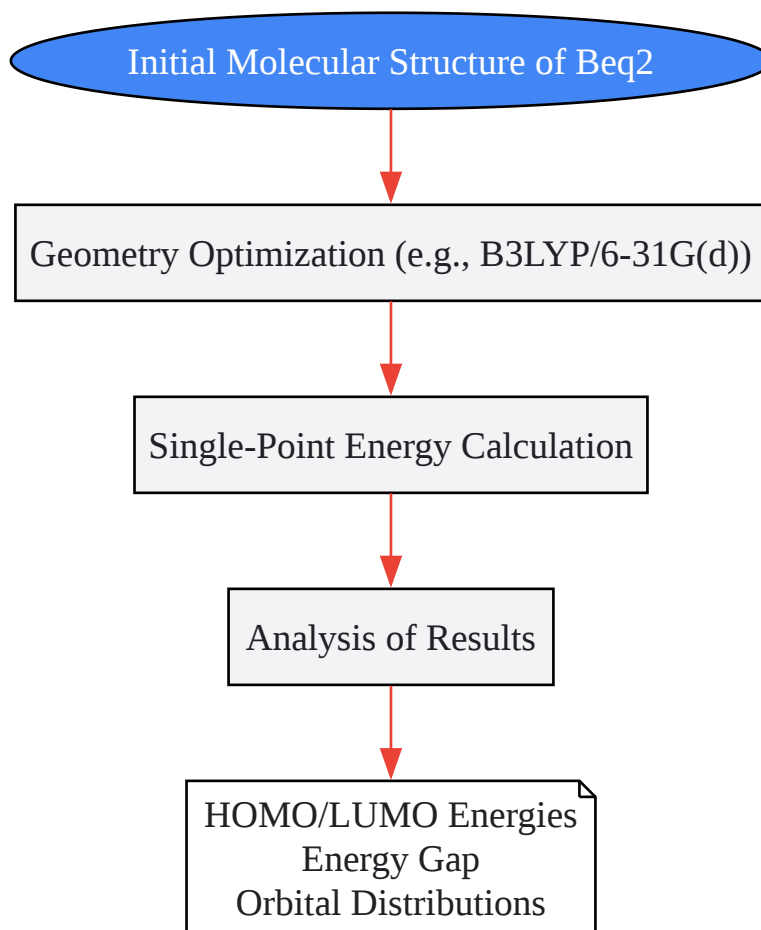 Initial Molecular Structure of Beq2
Geometry Optimization (e.g., B3LYP/6-31G(d))
Single-Point Energy Calculation
Analysis of Results
HOMO/LUMO Energies
Energy Gap
Orbital Distributions